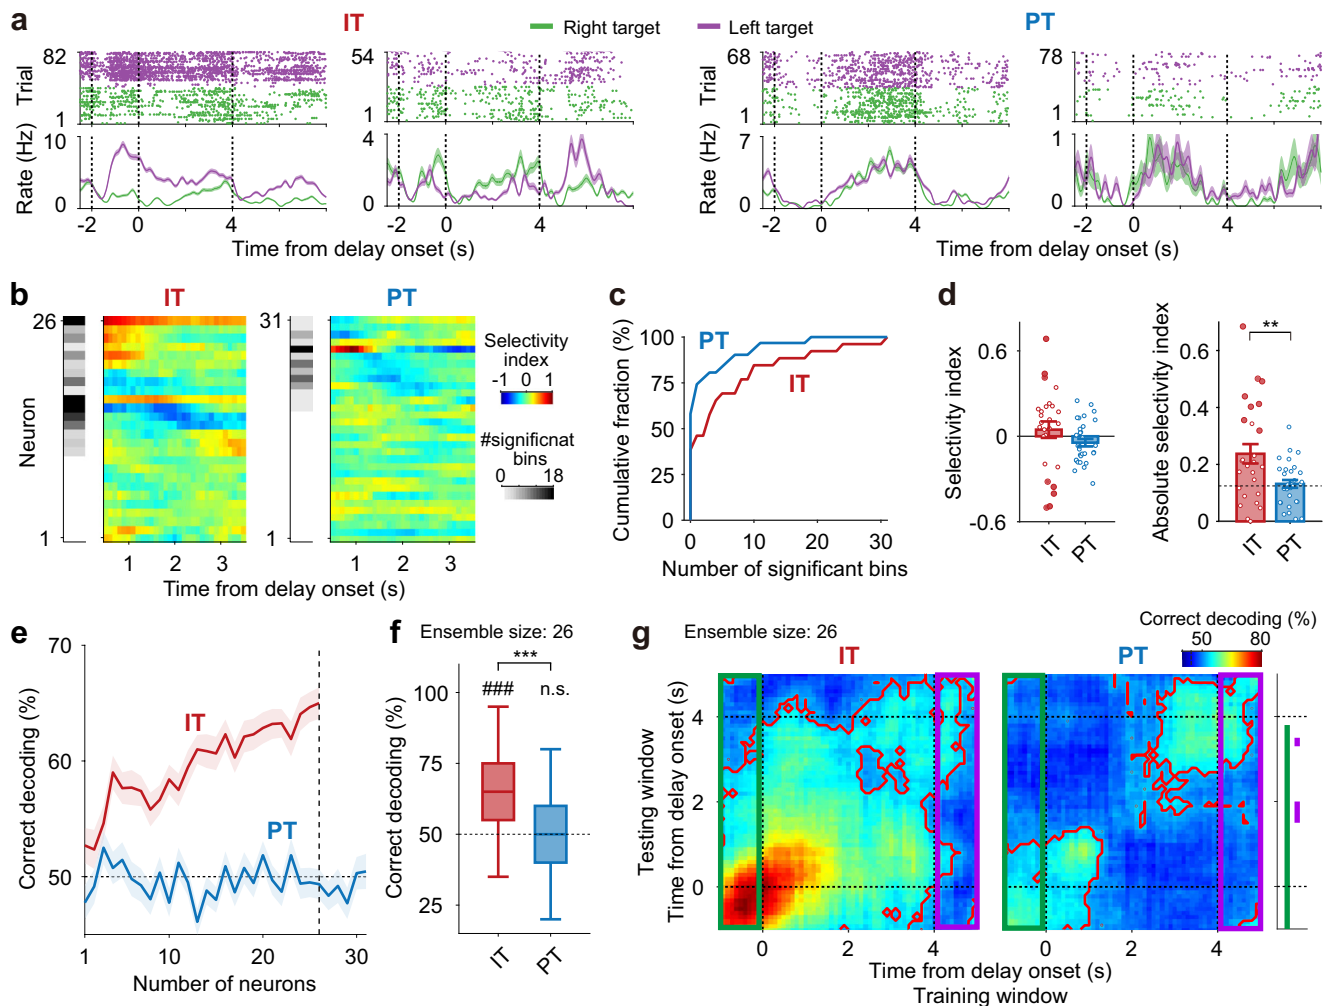 a
IT
Right target
Left target
PT
82
1
Trial
54
1
68
1
Trial
78
1
10
0
Rate (Hz)
4
0
7
0
Rate (Hz)
1
0
-2 0 4
-2 0 4
-2 0 4
-2 0 4
Time from delay onset (s)
Time from delay onset (s)
b
IT
PT
26
1
Neuron
31
1
Selectivity
index
-1 0 1
#significnat
bins
0 18
1 2 3
1 2 3
Time from delay onset (s)
c
PT
IT
100
75
50
25
0
Cumulative fraction (%)
0 10 20 30
Number of significant bins
d
0.6
0
-0.6
Selectivity index
IT PT
**
0.6
0.4
0.2
0
Absolute selectivity index
IT PT
e
70
60
50
Correct decoding (%)
IT
PT
1 10 20 30
Number of neurons
f
Ensemble size: 26
***
### n.s.
100
75
50
25
Correct decoding (%)
IT PT
g
Ensemble size: 26
Correct decoding (%)
50 80
IT
PT
4
2
0
Testing window
Time from delay onset (s)
4
2
0
0 2 4
0 2 4
Time from delay onset (s)
Training window